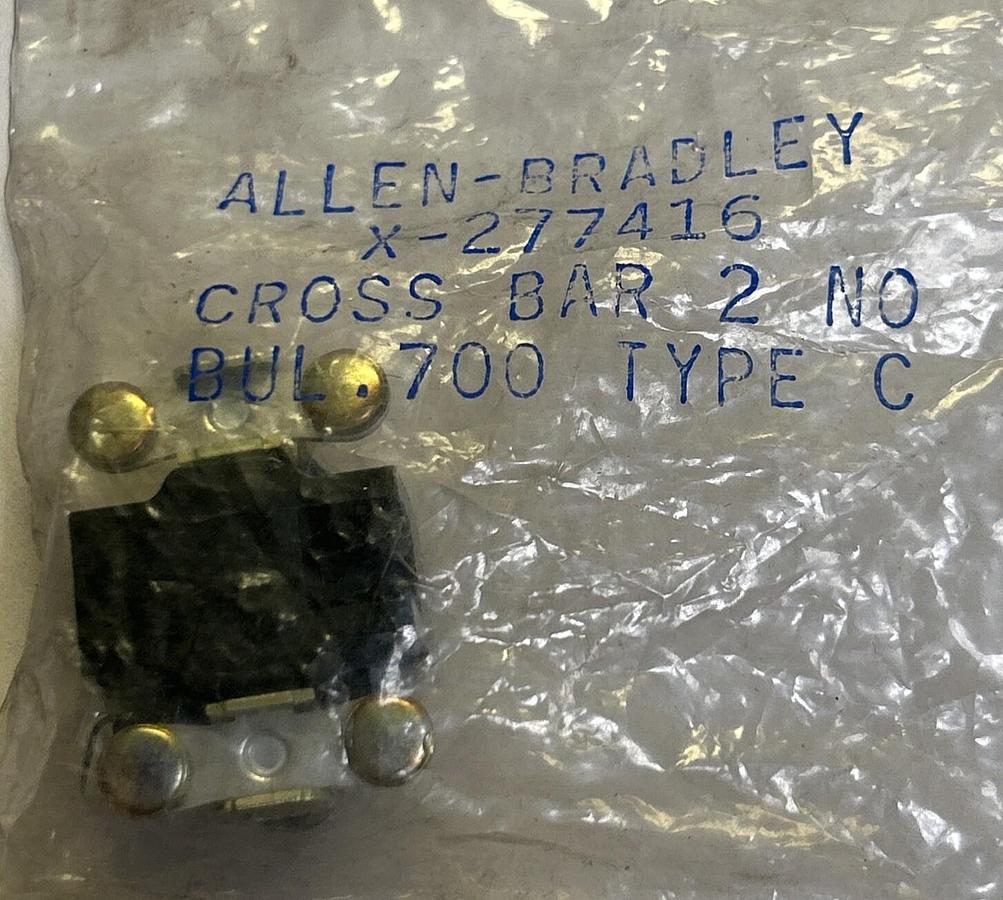 ALLEN-BRADLEY
X-277416
CROSS BAR 2 NO
BUL.700 TYPE C